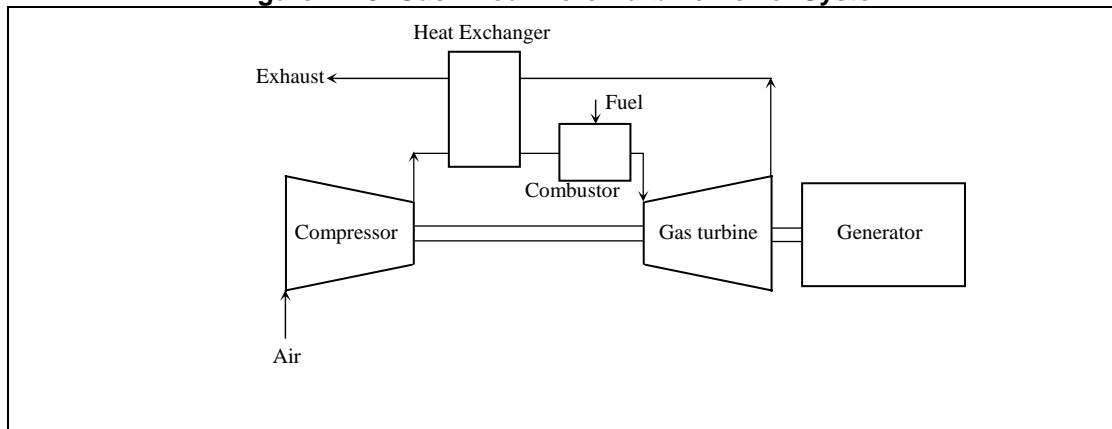 Heat Exchanger
Exhaust
Fuel
Combustor
Compressor
Gas turbine
Generator
Air